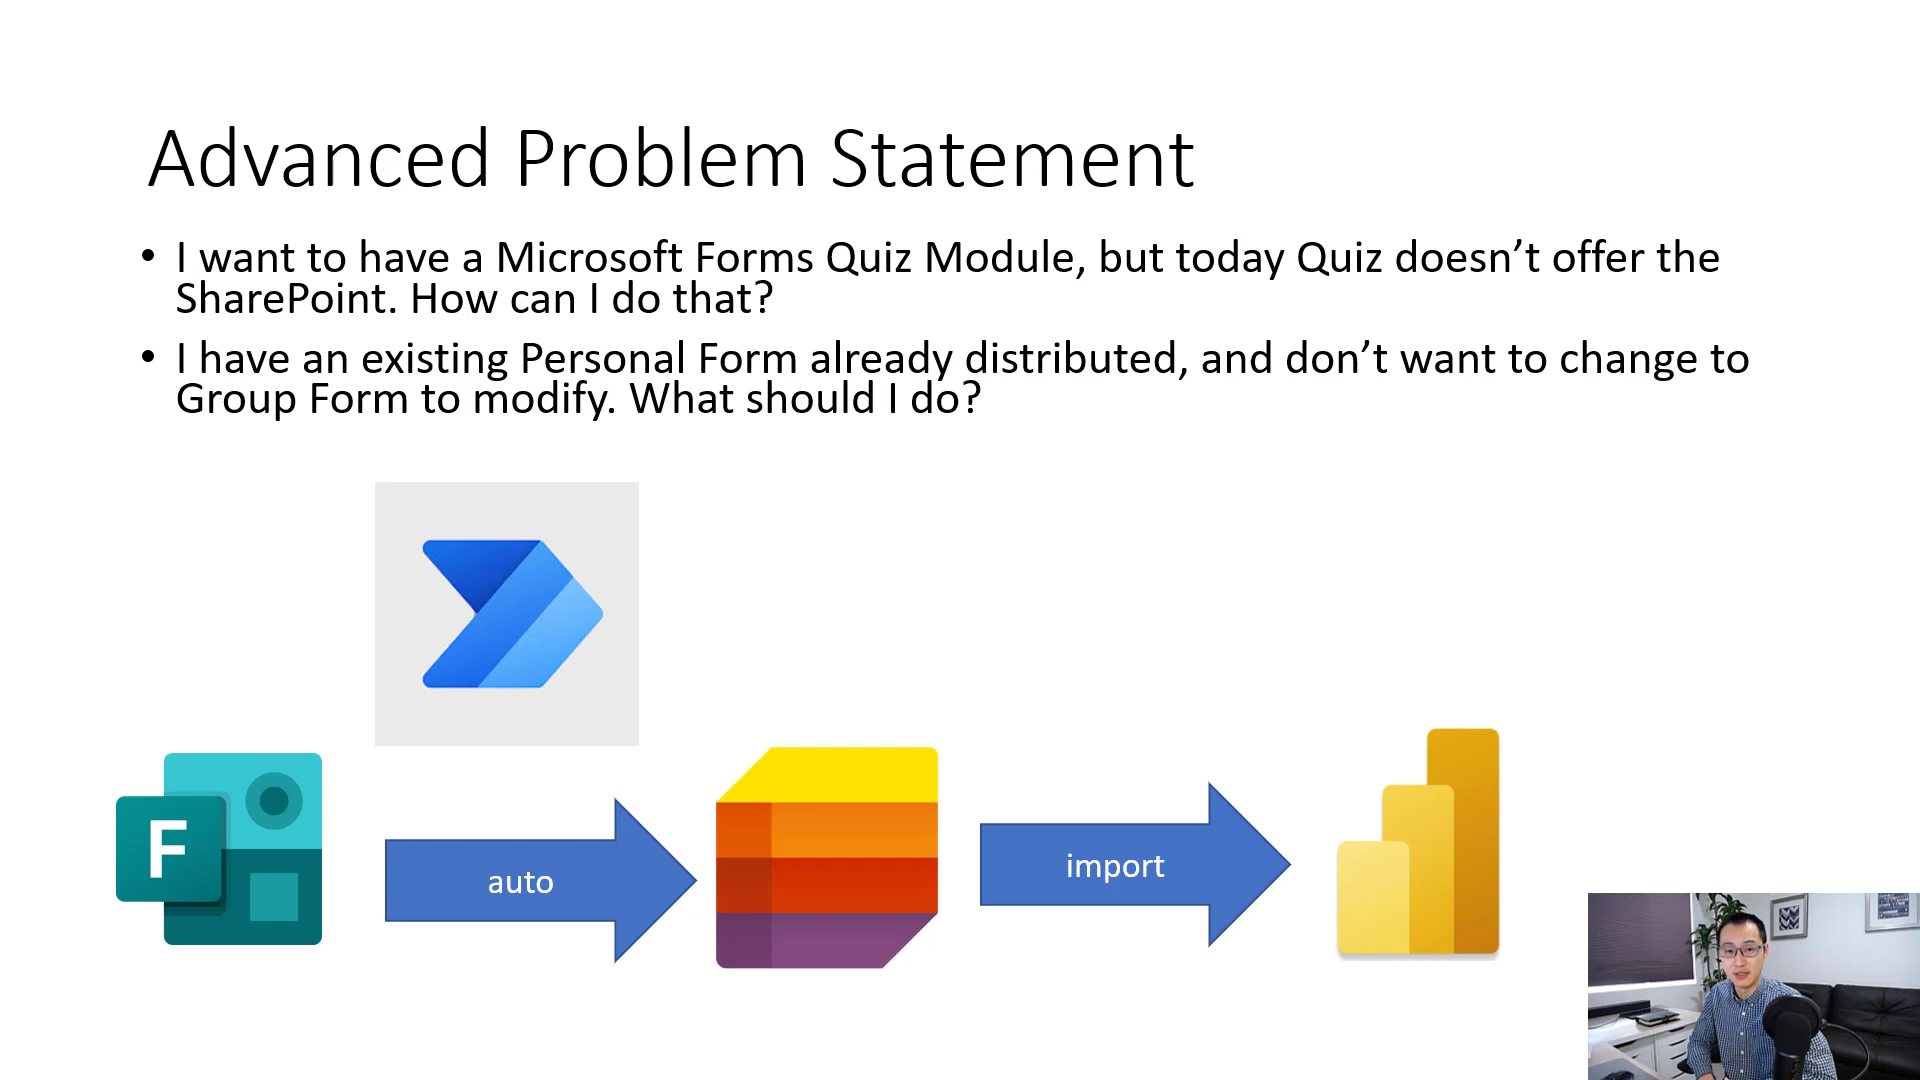 Advanced Problem Statement
• I want to have a Microsoft Forms Quiz Module, but today Quiz doesn’t offer the
SharePoint. How can I do that?
• I have an existing Personal Form already distributed, and don’t want to change to
Group Form to modify. What should I do?
F
auto
import